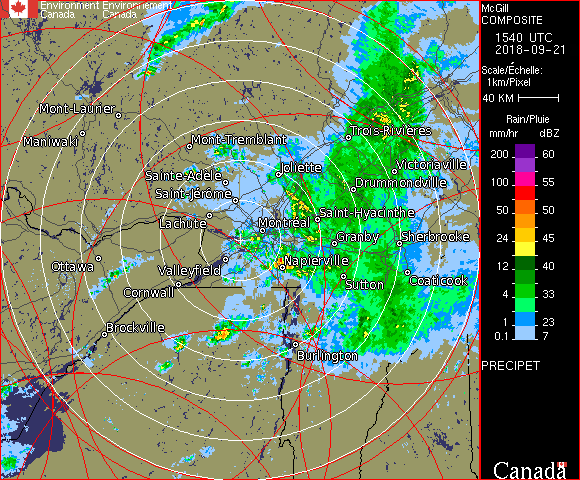 Environment Environnement
Canada Canada
McGill
COMPOSITE
1540 UTC
2018-09-21
Scale/Échelle:
1km/Pixel
40 KM
Rain/Pluie
mm/hr dBZ
200 60
100 55
50 50
24 45
12 40
4 33
1 23
0.1 7
PRECIPET
Canada
Mont-Laurier
Maniwaki
Mont-Tremblant
Trois-Rivières
Joliette
Victoriaville
Sainte-Adèle
Drummondville
Saint-Jérôme
Lachute
Saint-Hyacinthe
Montréal
Granby
Sherbrooke
Ottawa
Valleyfield
Napierville
Coaticook
Cornwall
Sutton
Brockville
Burlington